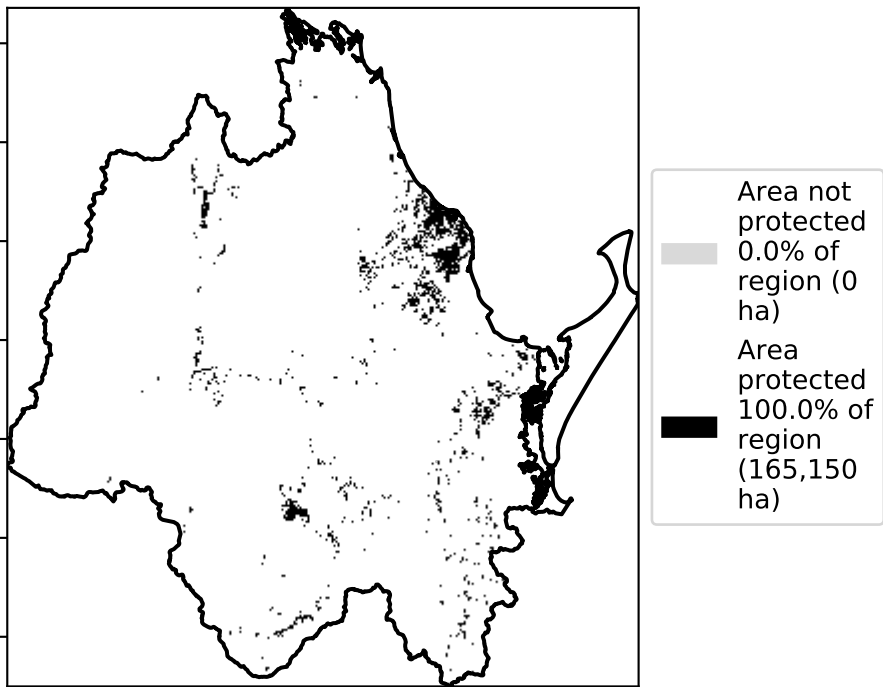 Area not
protected
0.0% of
region (0
ha)
Area
protected
100.0% of
region
(165,150
ha)